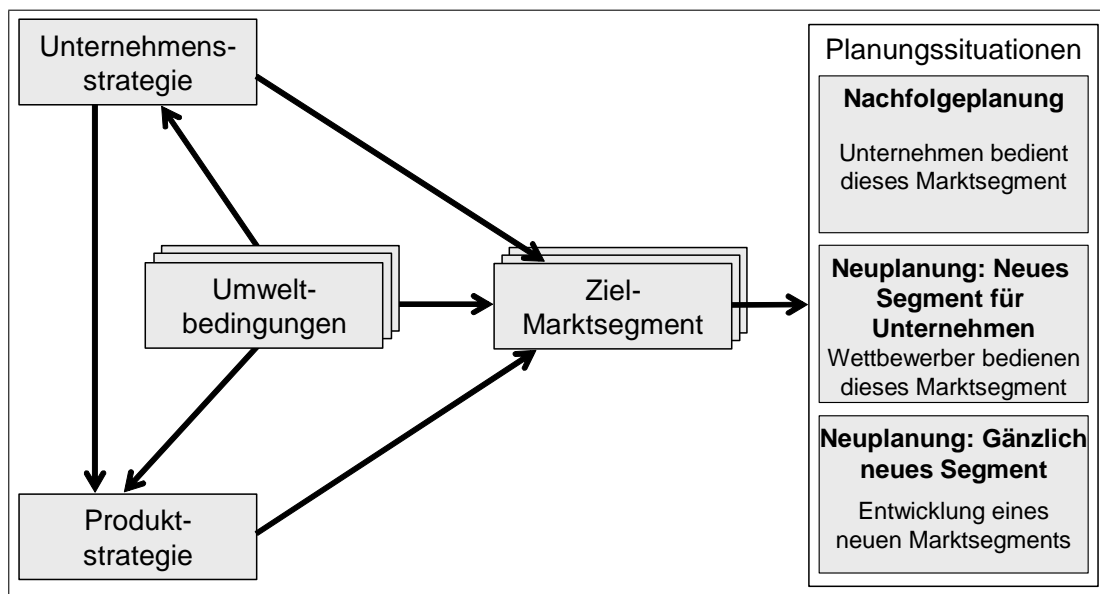 Unternehmens-
strategie
Umwelt-
bedingungen
Produkt-
strategie
Ziel-
Marktsegment
Planungssituationen
Nachfolgeplanung
Unternehmen bedient
dieses Marktsegment
Neuplanung: Neues
Segment für
Unternehmen
Wettbewerber bedienen
dieses Marktsegment
Neuplanung: Gänzlich
neues Segment
Entwicklung eines
neuen Marktsegments